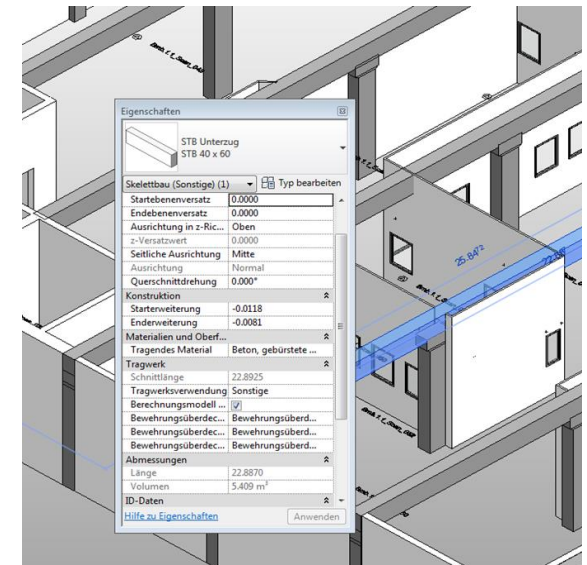 Eigenschaften
STB Unterzug
STB 40 x 60
Skelettbau (Sonstige) (1) Typ bearbeiten
Startebenenversatz 0.0000
Endebenenversatz 0.0000
Ausrichtung in z-Ric... Oben
z-Versatzwert 0.0000
Seitliche Ausrichtung Mitte
Ausrichtung Normal
Querschnittdrehung 0.000°
Konstruktion
Starterweiterung -0.0118
Enderweiterung -0.0081
Materialien und Oberf...
Tragendes Material Beton, gebürstete ...
Tragwerk
Schnittlänge 22.8925
Tragwerksverwendung Sonstige
Berechnungsmodell ...
Bewehrungsüberdec... Bewehrungsüberd...
Bewehrungsüberdec... Bewehrungsüberd...
Bewehrungsüberdec... Bewehrungsüberd...
Abmessungen
Länge 22.8870
Volumen 5.409 m³
ID-Daten
Hilfe zu Eigenschaften Anwenden
25.847²